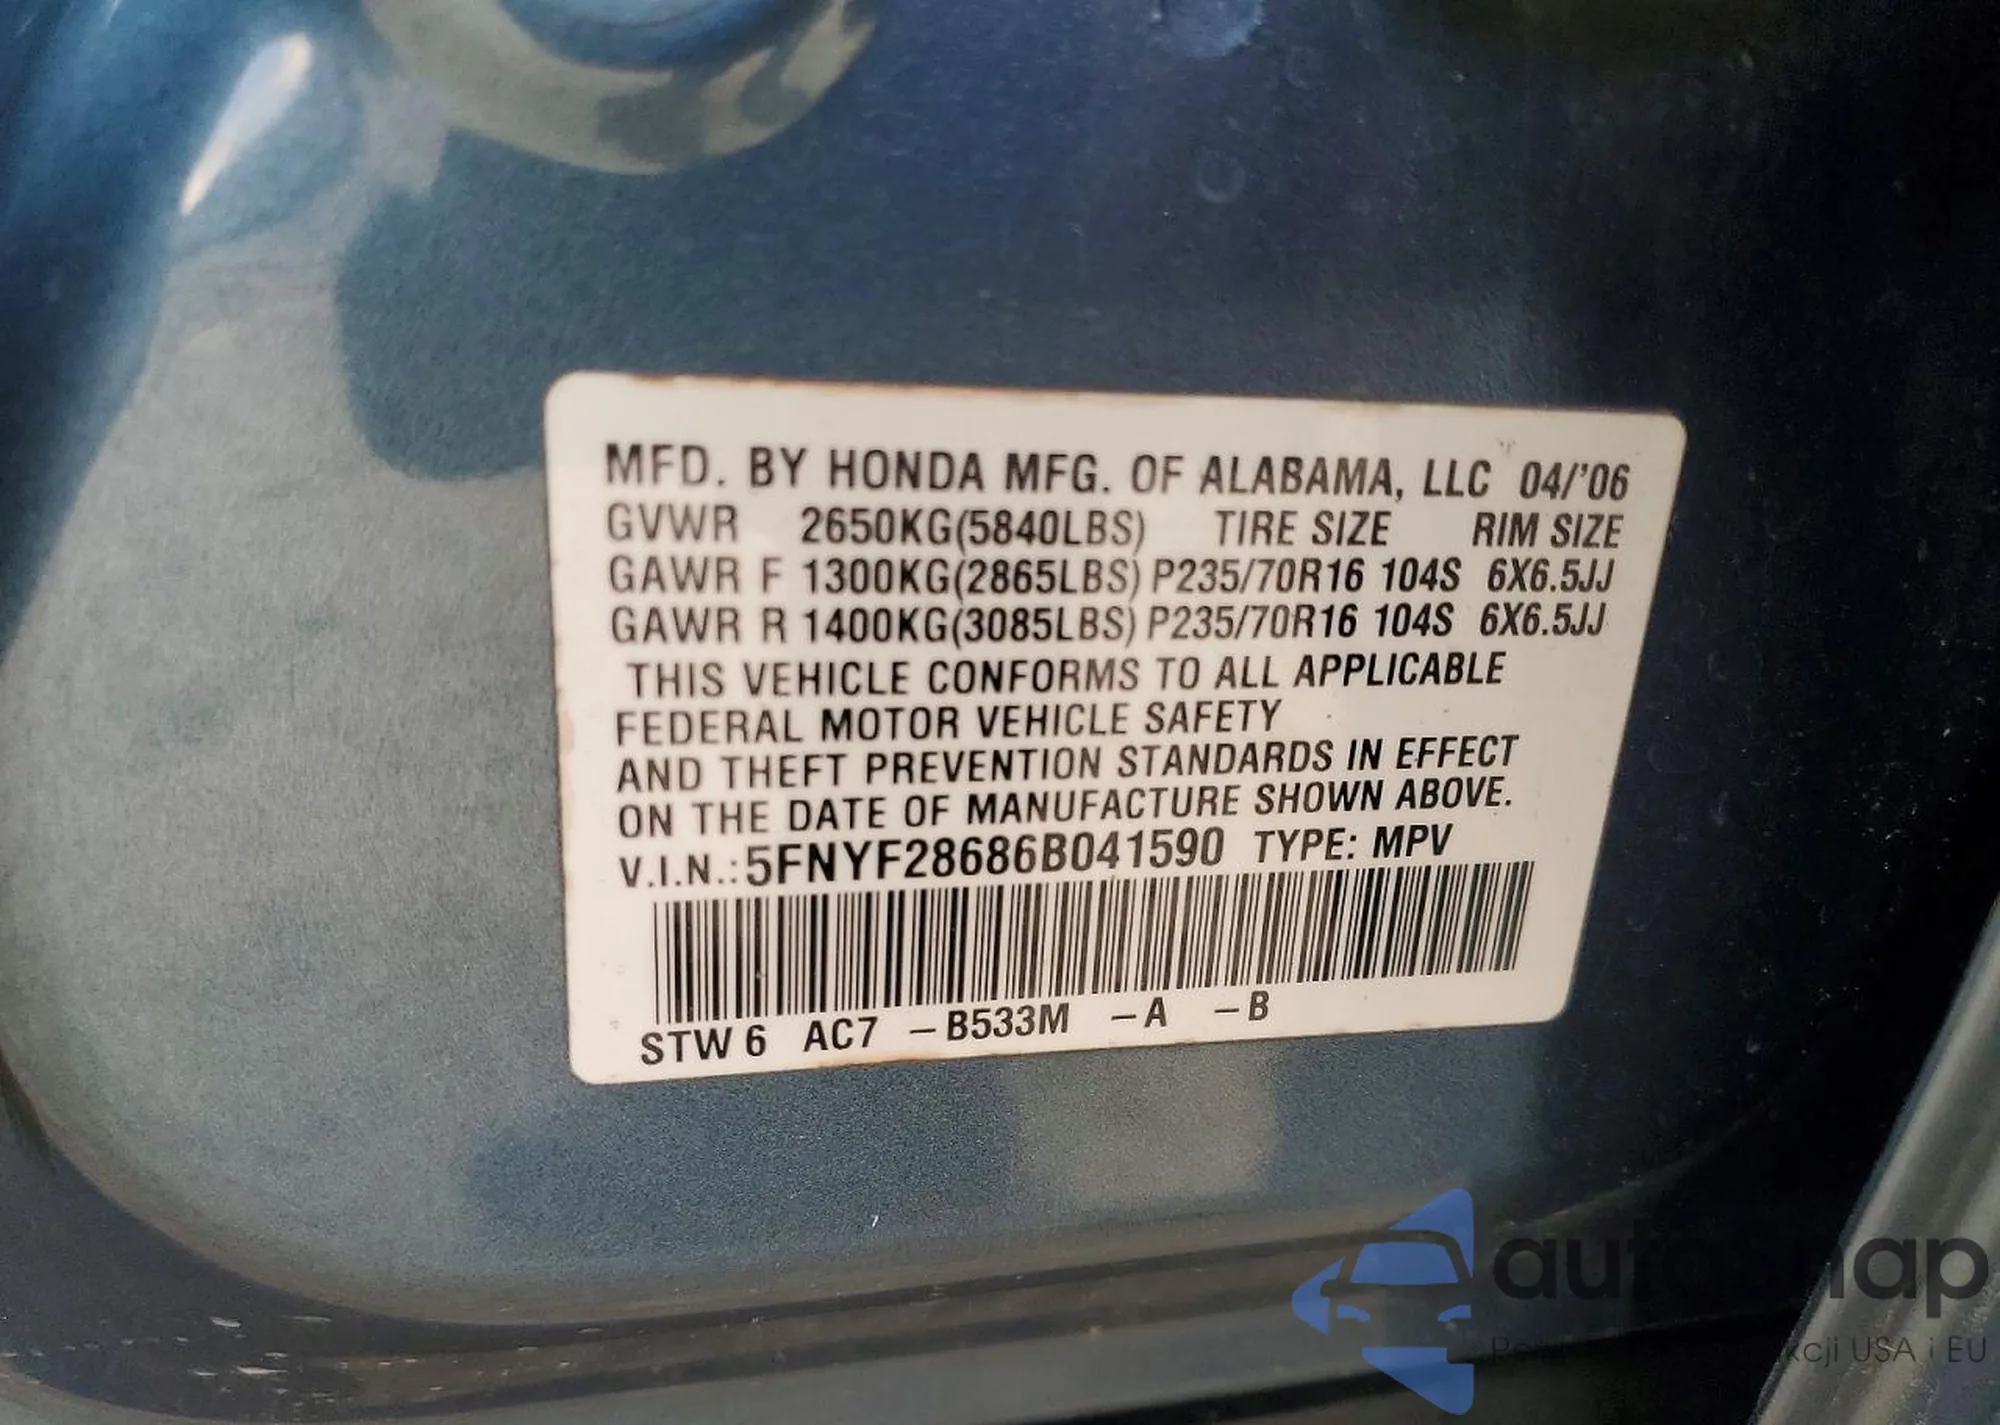 MFD. BY HONDA MFG. OF ALABAMA, LLC 04/'06
GVWR 2650KG(5840LBS) TIRE SIZE RIM SIZE
GAWR F 1300KG(2865LBS) P235/70R16 104S 6X6.5JJ
GAWR R 1400KG(3085LBS) P235/70R16 104S 6X6.5JJ
THIS VEHICLE CONFORMS TO ALL APPLICABLE
FEDERAL MOTOR VEHICLE SAFETY
AND THEFT PREVENTION STANDARDS IN EFFECT
ON THE DATE OF MANUFACTURE SHOWN ABOVE.
V.I.N.: 5FNYF28686B041590 TYPE: MPV
STW 6 AC7 –B533M –A –B
autosnap
USA i EU